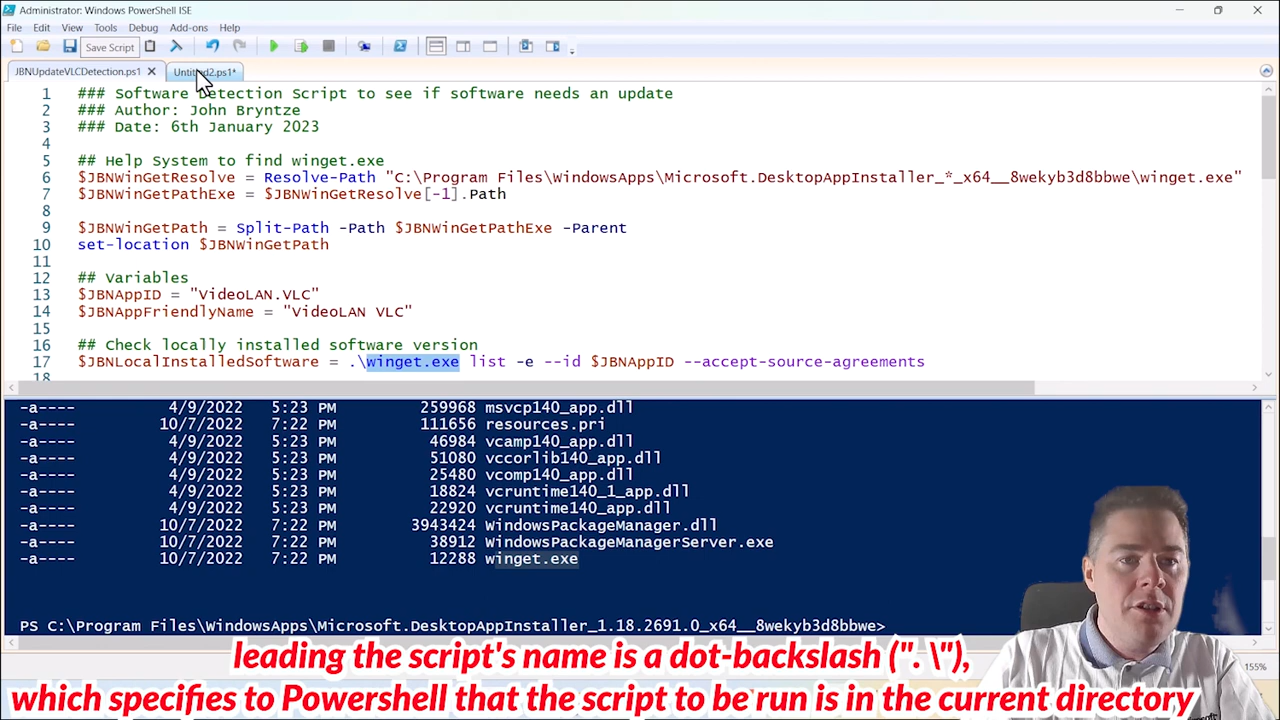 Administrator: Windows PowerShell ISE
File Edit View Tools Debug Add-ons Help
Save Script
JBNUpdateVLCDetection.ps1 Untitled2.ps1*
1 ### Software Detection Script to see if software needs an update
2 ### Author: John Bryntze
3 ### Date: 6th January 2023
4
5 ## Help System to find winget.exe
6 $JBNWinGetResolve = Resolve-Path "C:\Program Files\WindowsApps\Microsoft.DesktopAppInstaller_*_x64__8wekyb3d8bbwe\winget.exe"
7 $JBNWinGetPathExe = $JBNWinGetResolve[-1].Path
8
9 $JBNWinGetPath = Split-Path -Path $JBNWinGetPathExe -Parent
10 set-location $JBNWinGetPath
11
12 ## Variables
13 $JBNAppID = "VideoLAN.VLC"
14 $JBNAppFriendlyName = "VideoLAN VLC"
15
16 ## Check locally installed software version
17 $JBNLocalInstalledSoftware = .\winget.exe list -e --id $JBNAppID --accept-source-agreements
18
-a---- 4/9/2022 5:23 PM 259968 msvcp140_app.dll
-a---- 10/7/2022 7:22 PM 111656 resources.pri
-a---- 4/9/2022 5:23 PM 46984 vcamp140_app.dll
-a---- 4/9/2022 5:23 PM 51080 vccorlib140_app.dll
-a---- 4/9/2022 5:23 PM 25480 vcomp140_app.dll
-a---- 4/9/2022 5:23 PM 18824 vcruntime140_1_app.dll
-a---- 4/9/2022 5:23 PM 22920 vcruntime140_app.dll
-a---- 10/7/2022 7:22 PM 3943424 WindowsPackageManager.dll
-a---- 10/7/2022 7:22 PM 38912 WindowsPackageManagerServer.exe
-a---- 10/7/2022 7:22 PM 12288 winget.exe
PS C:\Program Files\WindowsApps\Microsoft.DesktopAppInstaller_1.18.2691.0_x64__8wekyb3d8bbwe>
leading the script's name is a dot-backslash (". \"),
155%
which specifies to Powershell that the script to be run is in the current directory